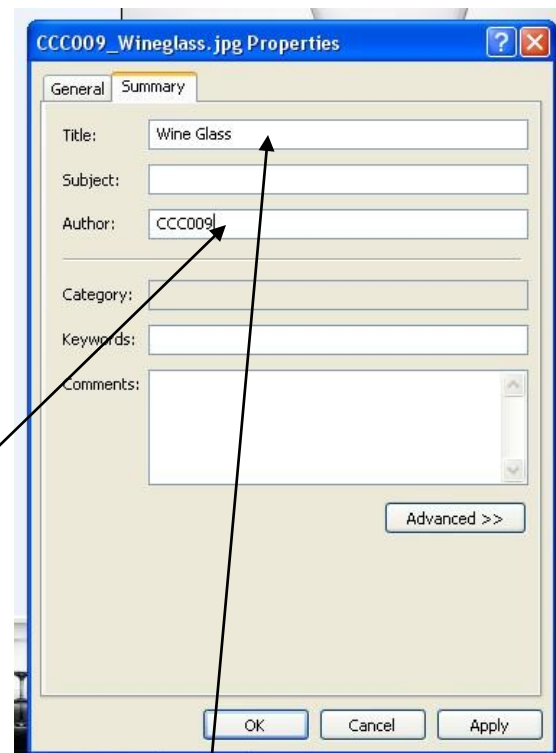 CCC009_Wineglass.jpg Properties
General Summary
Title: Wine Glass
Subject:
Author: CCC009
Category:
Keywords:
Comments:
Advanced >>
OK Cancel Apply